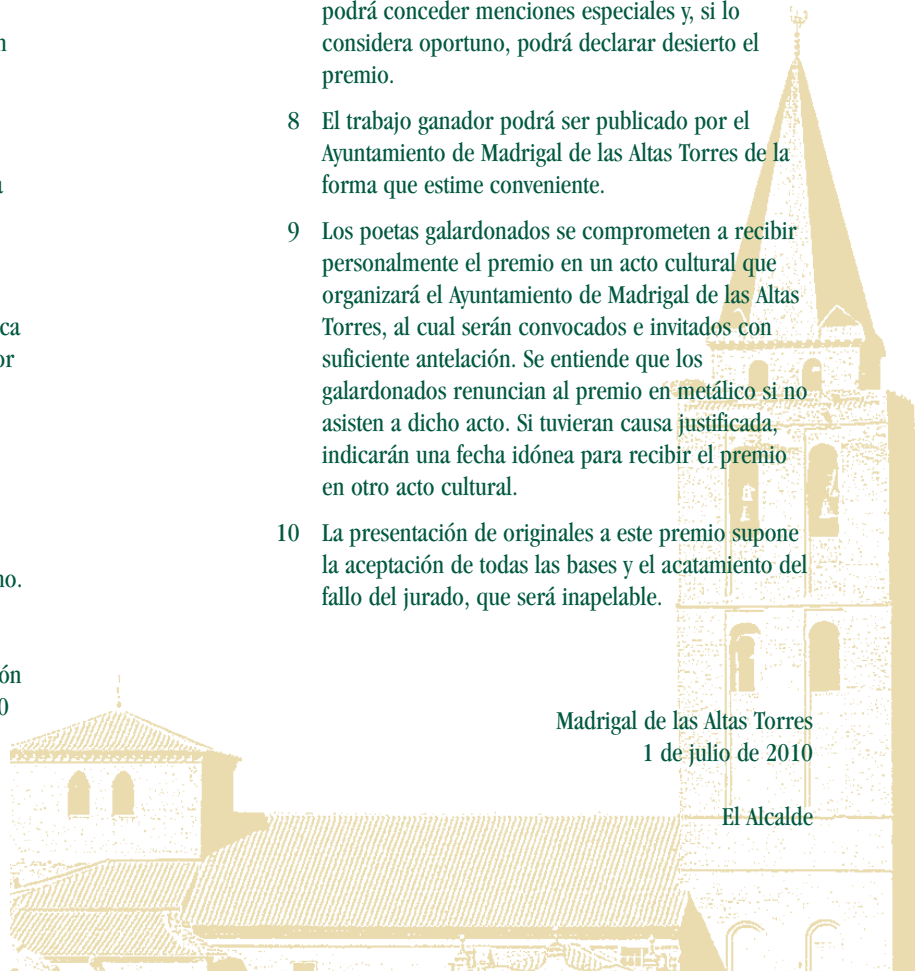 n
a
ca
or
no.
ón
0
podrá conceder menciones especiales y, si lo
considera oportuno, podrá declarar desierto el
premio.
8 El trabajo ganador podrá ser publicado por el
Ayuntamiento de Madrigal de las Altas Torres de la
forma que estime conveniente.
9 Los poetas galardonados se comprometen a recibir
personalmente el premio en un acto cultural que
organizará el Ayuntamiento de Madrigal de las Altas
Torres, al cual serán convocados e invitados con
suficiente antelación. Se entiende que los
galardonados renuncian al premio en metálico si no
asisten a dicho acto. Si tuvieran causa justificada,
indicarán una fecha idónea para recibir el premio
en otro acto cultural.
10 La presentación de originales a este premio supone
la aceptación de todas las bases y el acatamiento del
fallo del jurado, que será inapelable.
Madrigal de las Altas Torres
1 de julio de 2010
El Alcalde